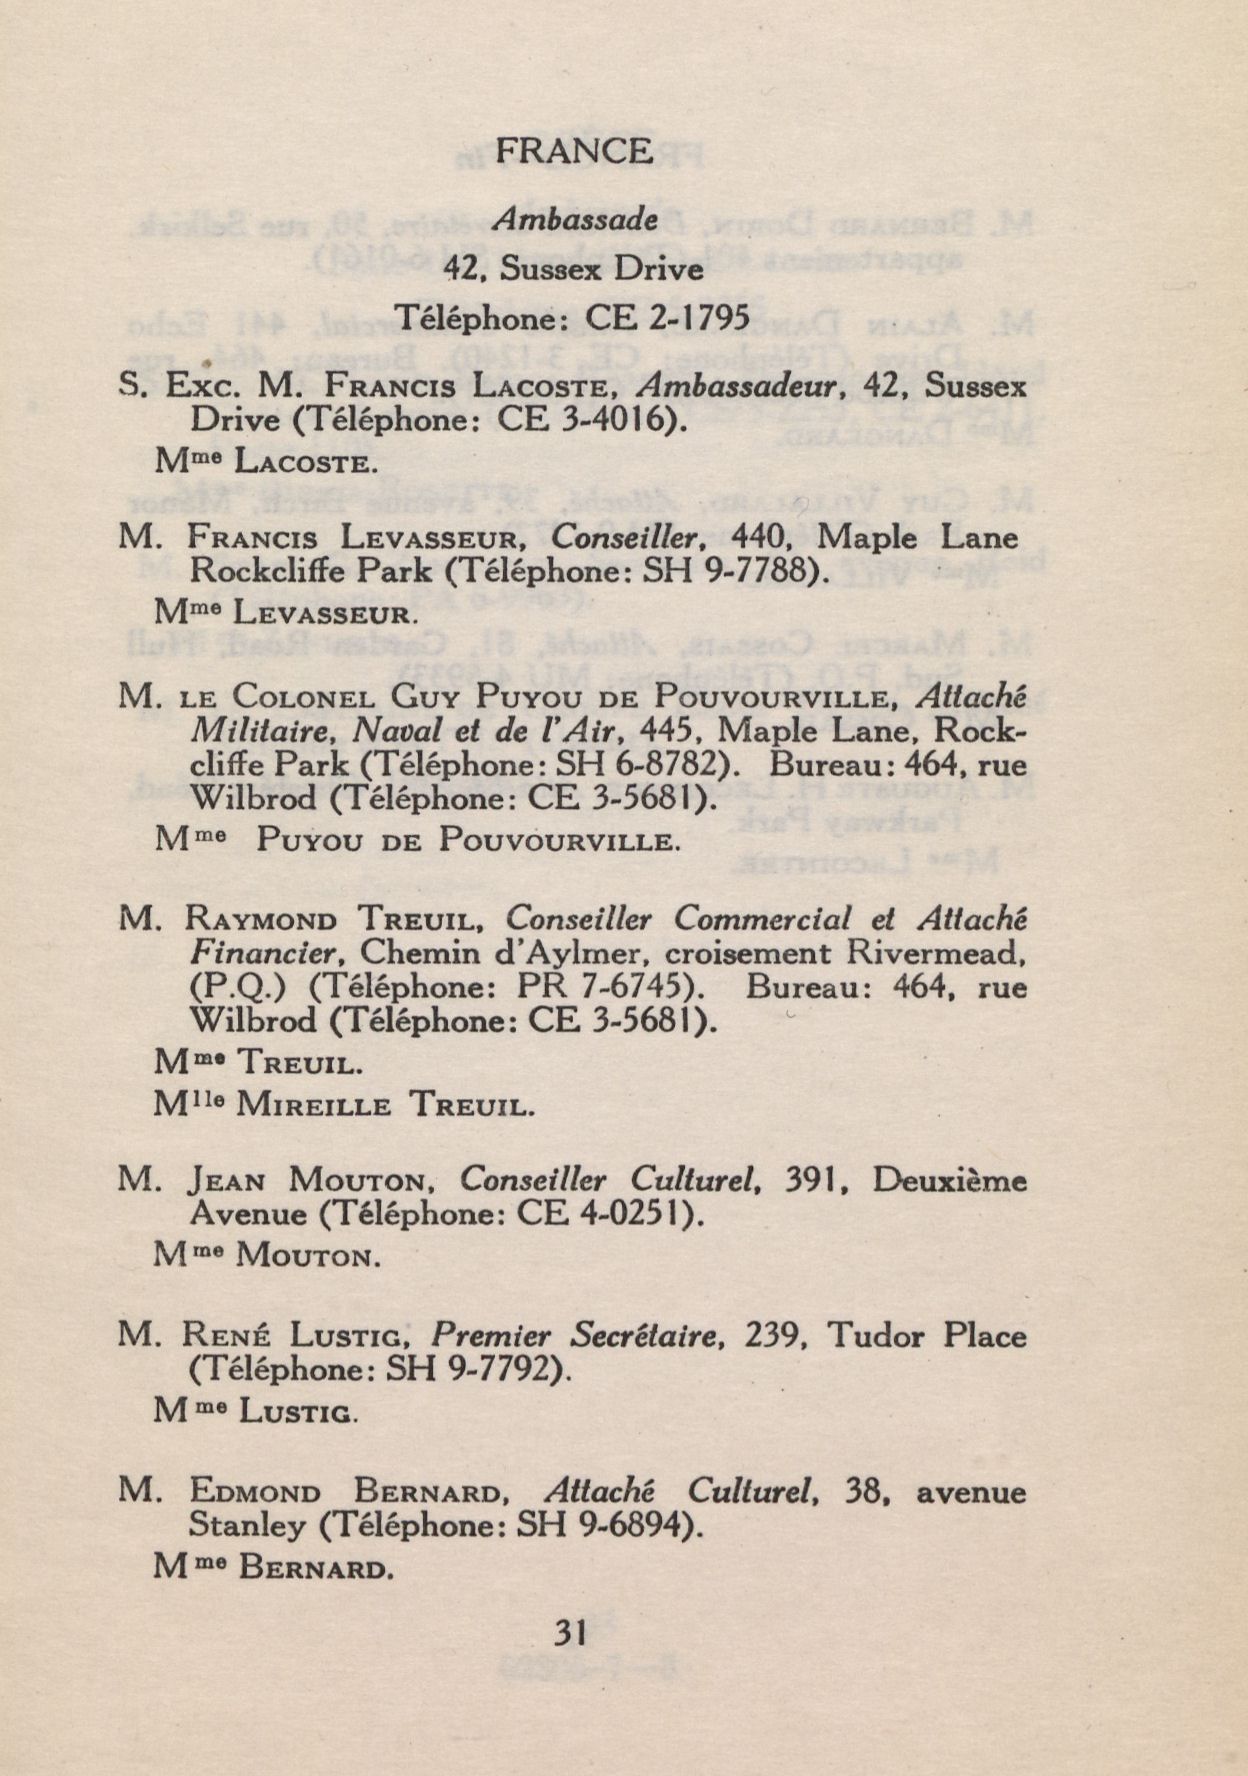 FRANCE
Ambassade
42, Sussex Drive
Téléphone: CE 2-1795
S. Exc. M. Francis Lacoste, Ambassadeur, 42, Sussex
Drive (Téléphone: CE 3-4016).
Mme Lacoste.
M. Francis Levasseur, Conseiller, 440, Maple Lane
Rockcliffe Park (Téléphone: SH 9-7788).
Mme Levasseur.
M. le Colonel Guy Puyou de Pouvourville, Attaché
Militaire, Naval et de l'Air, 445, Maple Lane, Rock-
cliffe Park (Téléphone: SH 6-8782). Bureau: 464, rue
Wilbrod (Téléphone: CE 3-5681).
Mme Puyou de Pouvourville.
M. Raymond Treuil, Conseiller Commercial et Attaché
Financier, Chemin d'Aylmer, croisement Rivermead,
(P.Q.) (Téléphone: PR 7-6745). Bureau: 464, rue
Wilbrod (Téléphone: CE 3-5681).
Mme Treuil.
Mlle Mireille Treuil.
M. Jean Mouton, Conseiller Culturel, 391, Deuxième
Avenue (Téléphone: CE 4-0251).
Mme Mouton.
M. René Lustig, Premier Secrétaire, 239, Tudor Place
(Téléphone: SH 9-7792).
Mme Lustig.
M. Edmond Bernard, Attaché Culturel, 38, avenue
Stanley (Téléphone: SH 9-6894).
Mme Bernard.
31